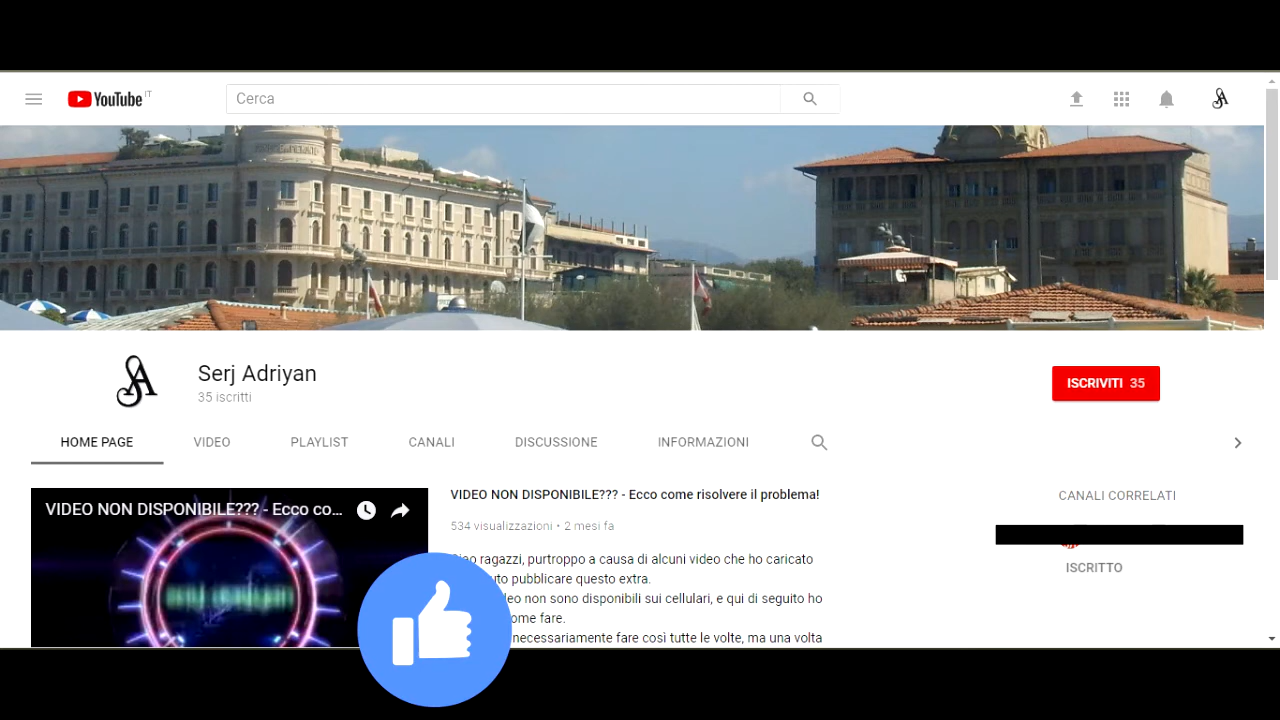 YouTube IT
Cerca
Serj Adriyan
35 iscritti
ISCRIVITI 35
HOME PAGE
VIDEO
PLAYLIST
CANALI
DISCUSSIONE
INFORMAZIONI
VIDEO NON DISPONIBILE??? - Ecco co...
VIDEO NON DISPONIBILE??? - Ecco come risolvere il problema!
534 visualizzazioni • 2 mesi fa
ragazzi, purtroppo a causa di alcuni video che ho caricato
pubblicare questo extra.
non sono disponibili sui cellulari, e qui di seguito ho
come fare.
necessariamente fare così tutte le volte, ma una volta
CANALI CORRELATI
ISCRITTO